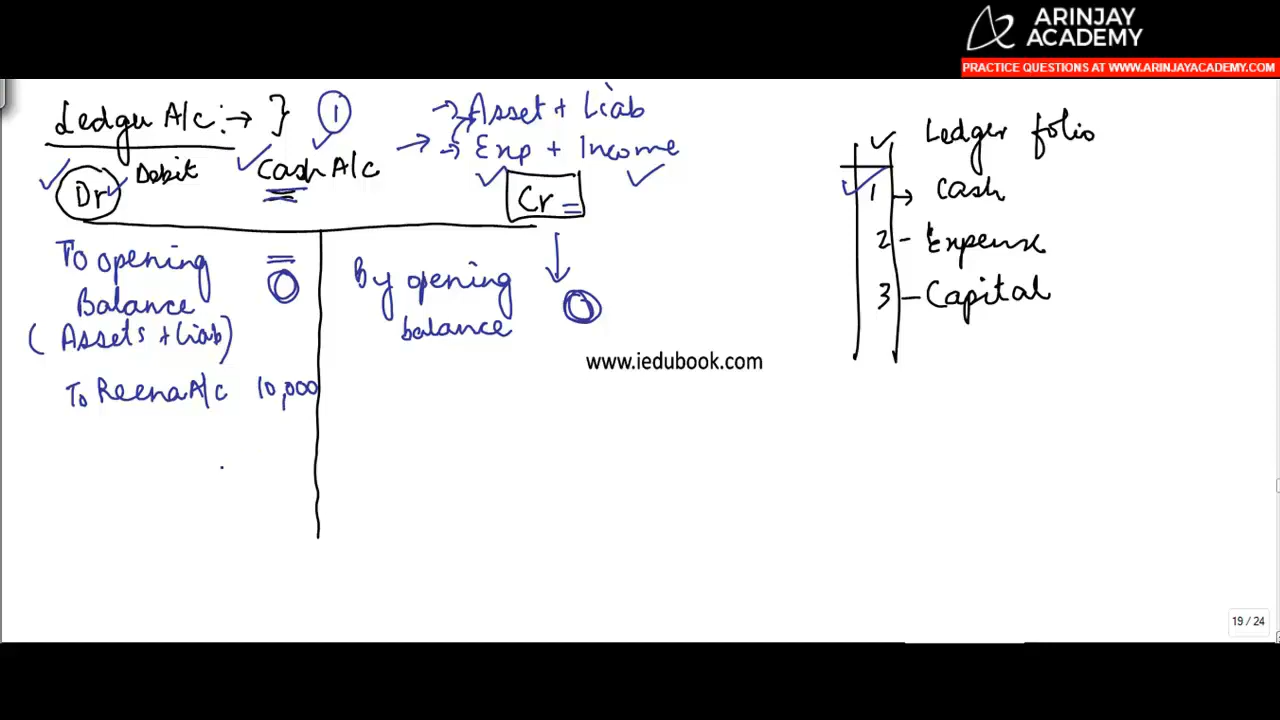 ARINJAY
ACADEMY
PRACTICE QUESTIONS AT WWW.ARINJAYACADEMY.COM
Ledger A/c :→ } 1
→ Asset + Liab
→ → Exp + Income
Dr Debit Cash A/c Cr
To opening
Balance
(Assets + Liab)
0
By opening
balance
0
To Reena A/c 10,000
Ledger folio
1 → Cash
2 - Expense
3 - Capital
www.iedubook.com
19 / 24